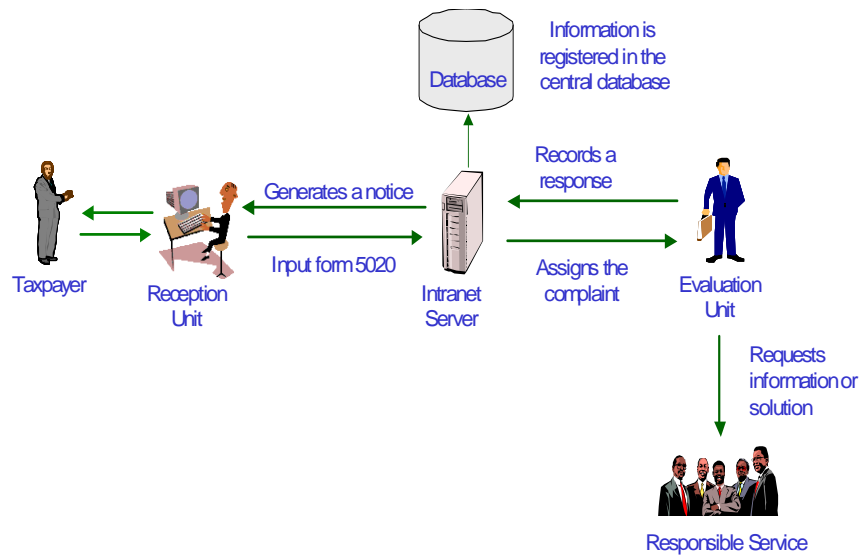 Information is
registered in the
central database
Database
Records a
response
Generates a notice
Input form 5020
Assigns the
complaint
Taxpayer
Reception
Unit
Intranet
Server
Evaluation
Unit
Requests
information or
solution
Responsible Service